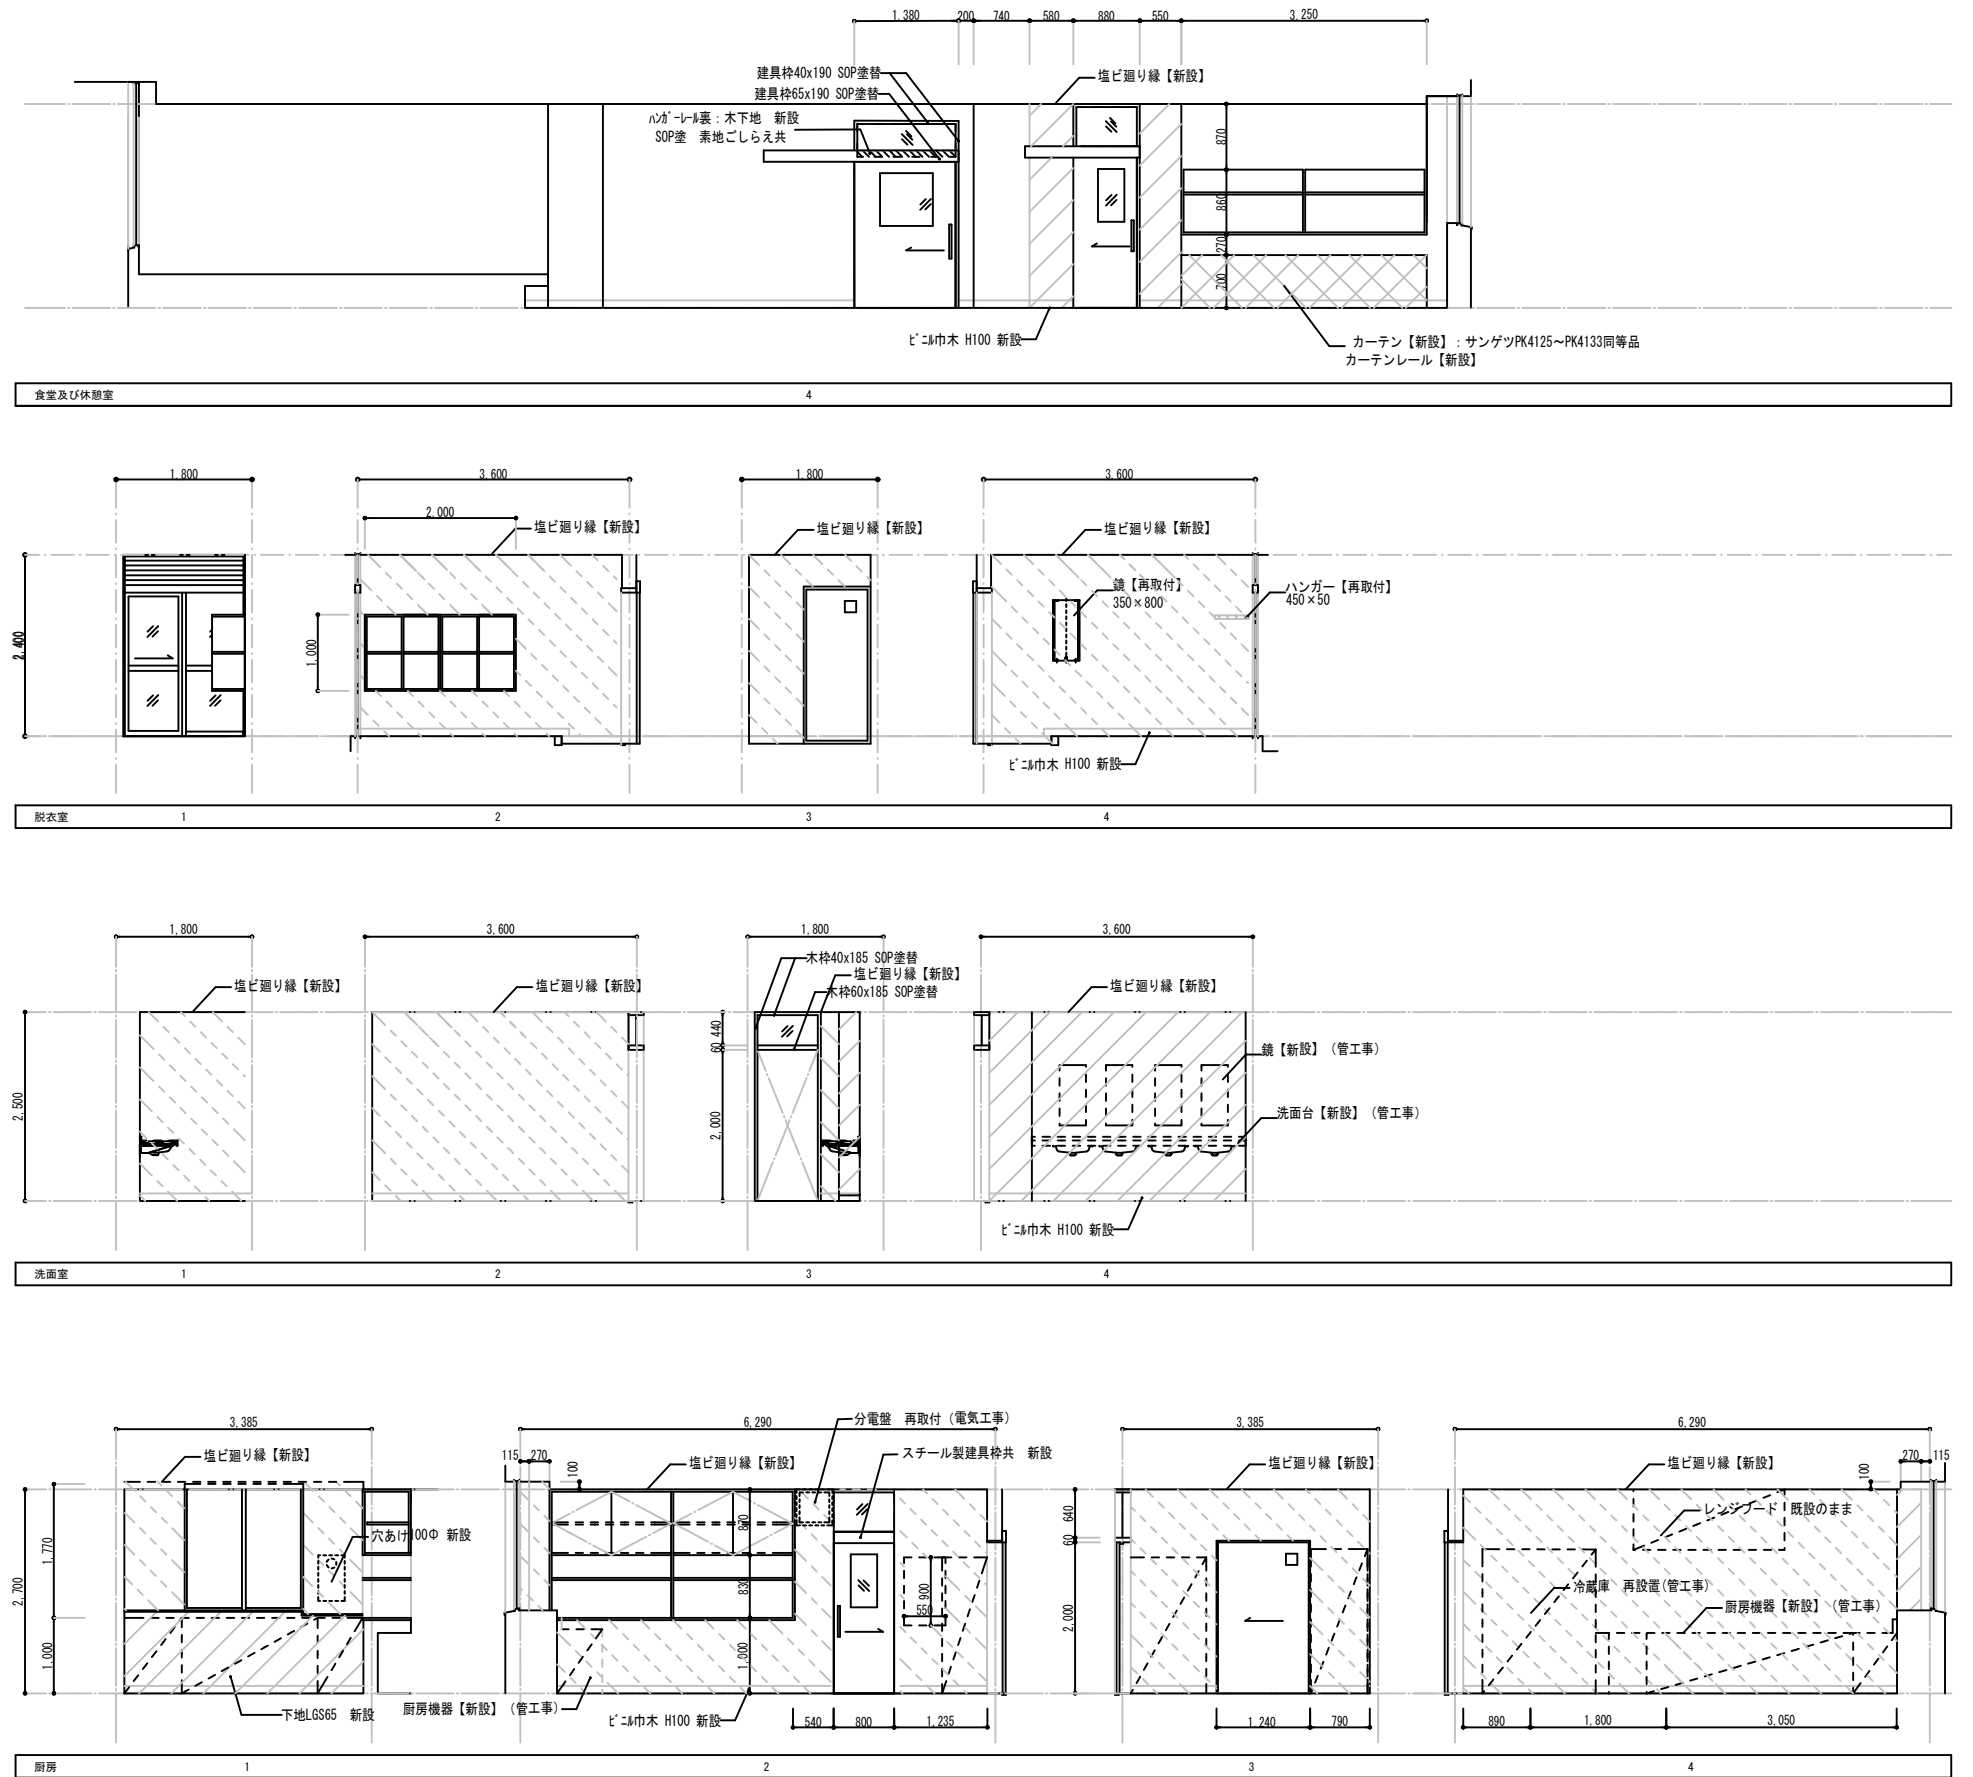 1,380 200 740 580 880 550 3,250
建具枠40x190 SOP塗替
建具枠65x190 SOP塗替
塩ビ廻り縁【新設】
ﾊﾝｶﾞｰﾚｰﾙ裏：木下地　新設
SOP塗　素地ごしらえ共
870
860
270
700
ﾋﾞﾆﾙ巾木 H100 新設
カーテン【新設】：サンゲツPK4125～PK4133同等品
カーテンレール【新設】
食堂及び休憩室 4
1,800 3,600 1,800 3,600
2,000
塩ビ廻り縁【新設】 塩ビ廻り縁【新設】 塩ビ廻り縁【新設】
鏡【再取付】
350×800
ハンガー【再取付】
450×50
2,400
1,000
ﾋﾞﾆﾙ巾木 H100 新設
脱衣室 1 2 3 4
1,800 3,600 1,800 3,600
木枠40x185 SOP塗替
塩ビ廻り縁【新設】
木枠60x185 SOP塗替
塩ビ廻り縁【新設】 塩ビ廻り縁【新設】 塩ビ廻り縁【新設】
440
60
鏡【新設】（管工事）
2,500
2,000
洗面台【新設】（管工事）
ﾋﾞﾆﾙ巾木 H100 新設
洗面室 1 2 3 4
3,385 6,290 3,385 6,290
分電盤　再取付（電気工事）
スチール製建具枠共　新設
塩ビ廻り縁【新設】 塩ビ廻り縁【新設】 塩ビ廻り縁【新設】 塩ビ廻り縁【新設】
115 270 100
100 270 115
レンジフード　既設のまま
穴あけ100Φ 新設
1,770
2,700
1,000
870
830
1,000
900
550
640
60
2,000
冷蔵庫　再設置(管工事)
厨房機器【新設】（管工事）
下地LGS65　新設
厨房機器【新設】（管工事）
ﾋﾞﾆﾙ巾木 H100 新設
540 800 1,235
1,240 790
890 1,800 3,050
厨房 1 2 3 4